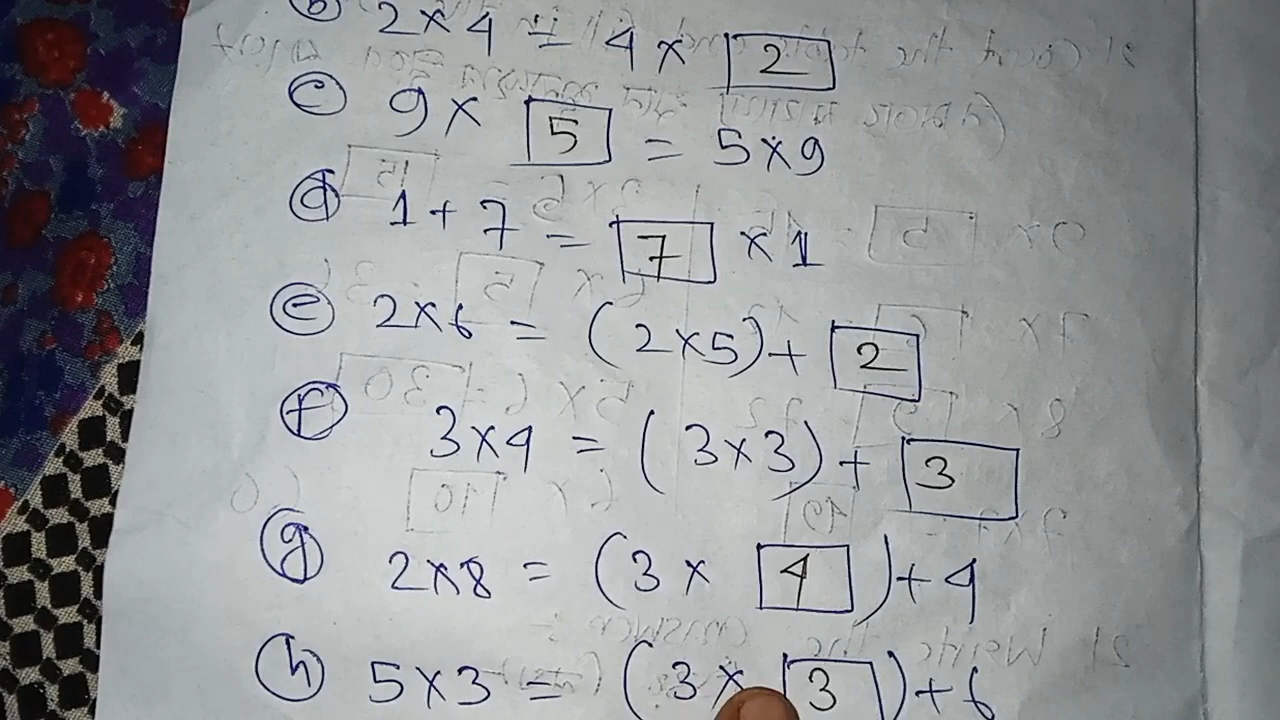 (b) 2 × 4 = 4 × 2
(c) 9 × 5 = 5 × 9
(d) 1 + 7 = 7 × 1
(e) 2 × 6 = (2 × 5) + 2
(f) 3 × 4 = (3 × 3) + 3
(g) 2 × 8 = (3 × 4) + 4
(h) 5 × 3 = (3 × 3) + 6